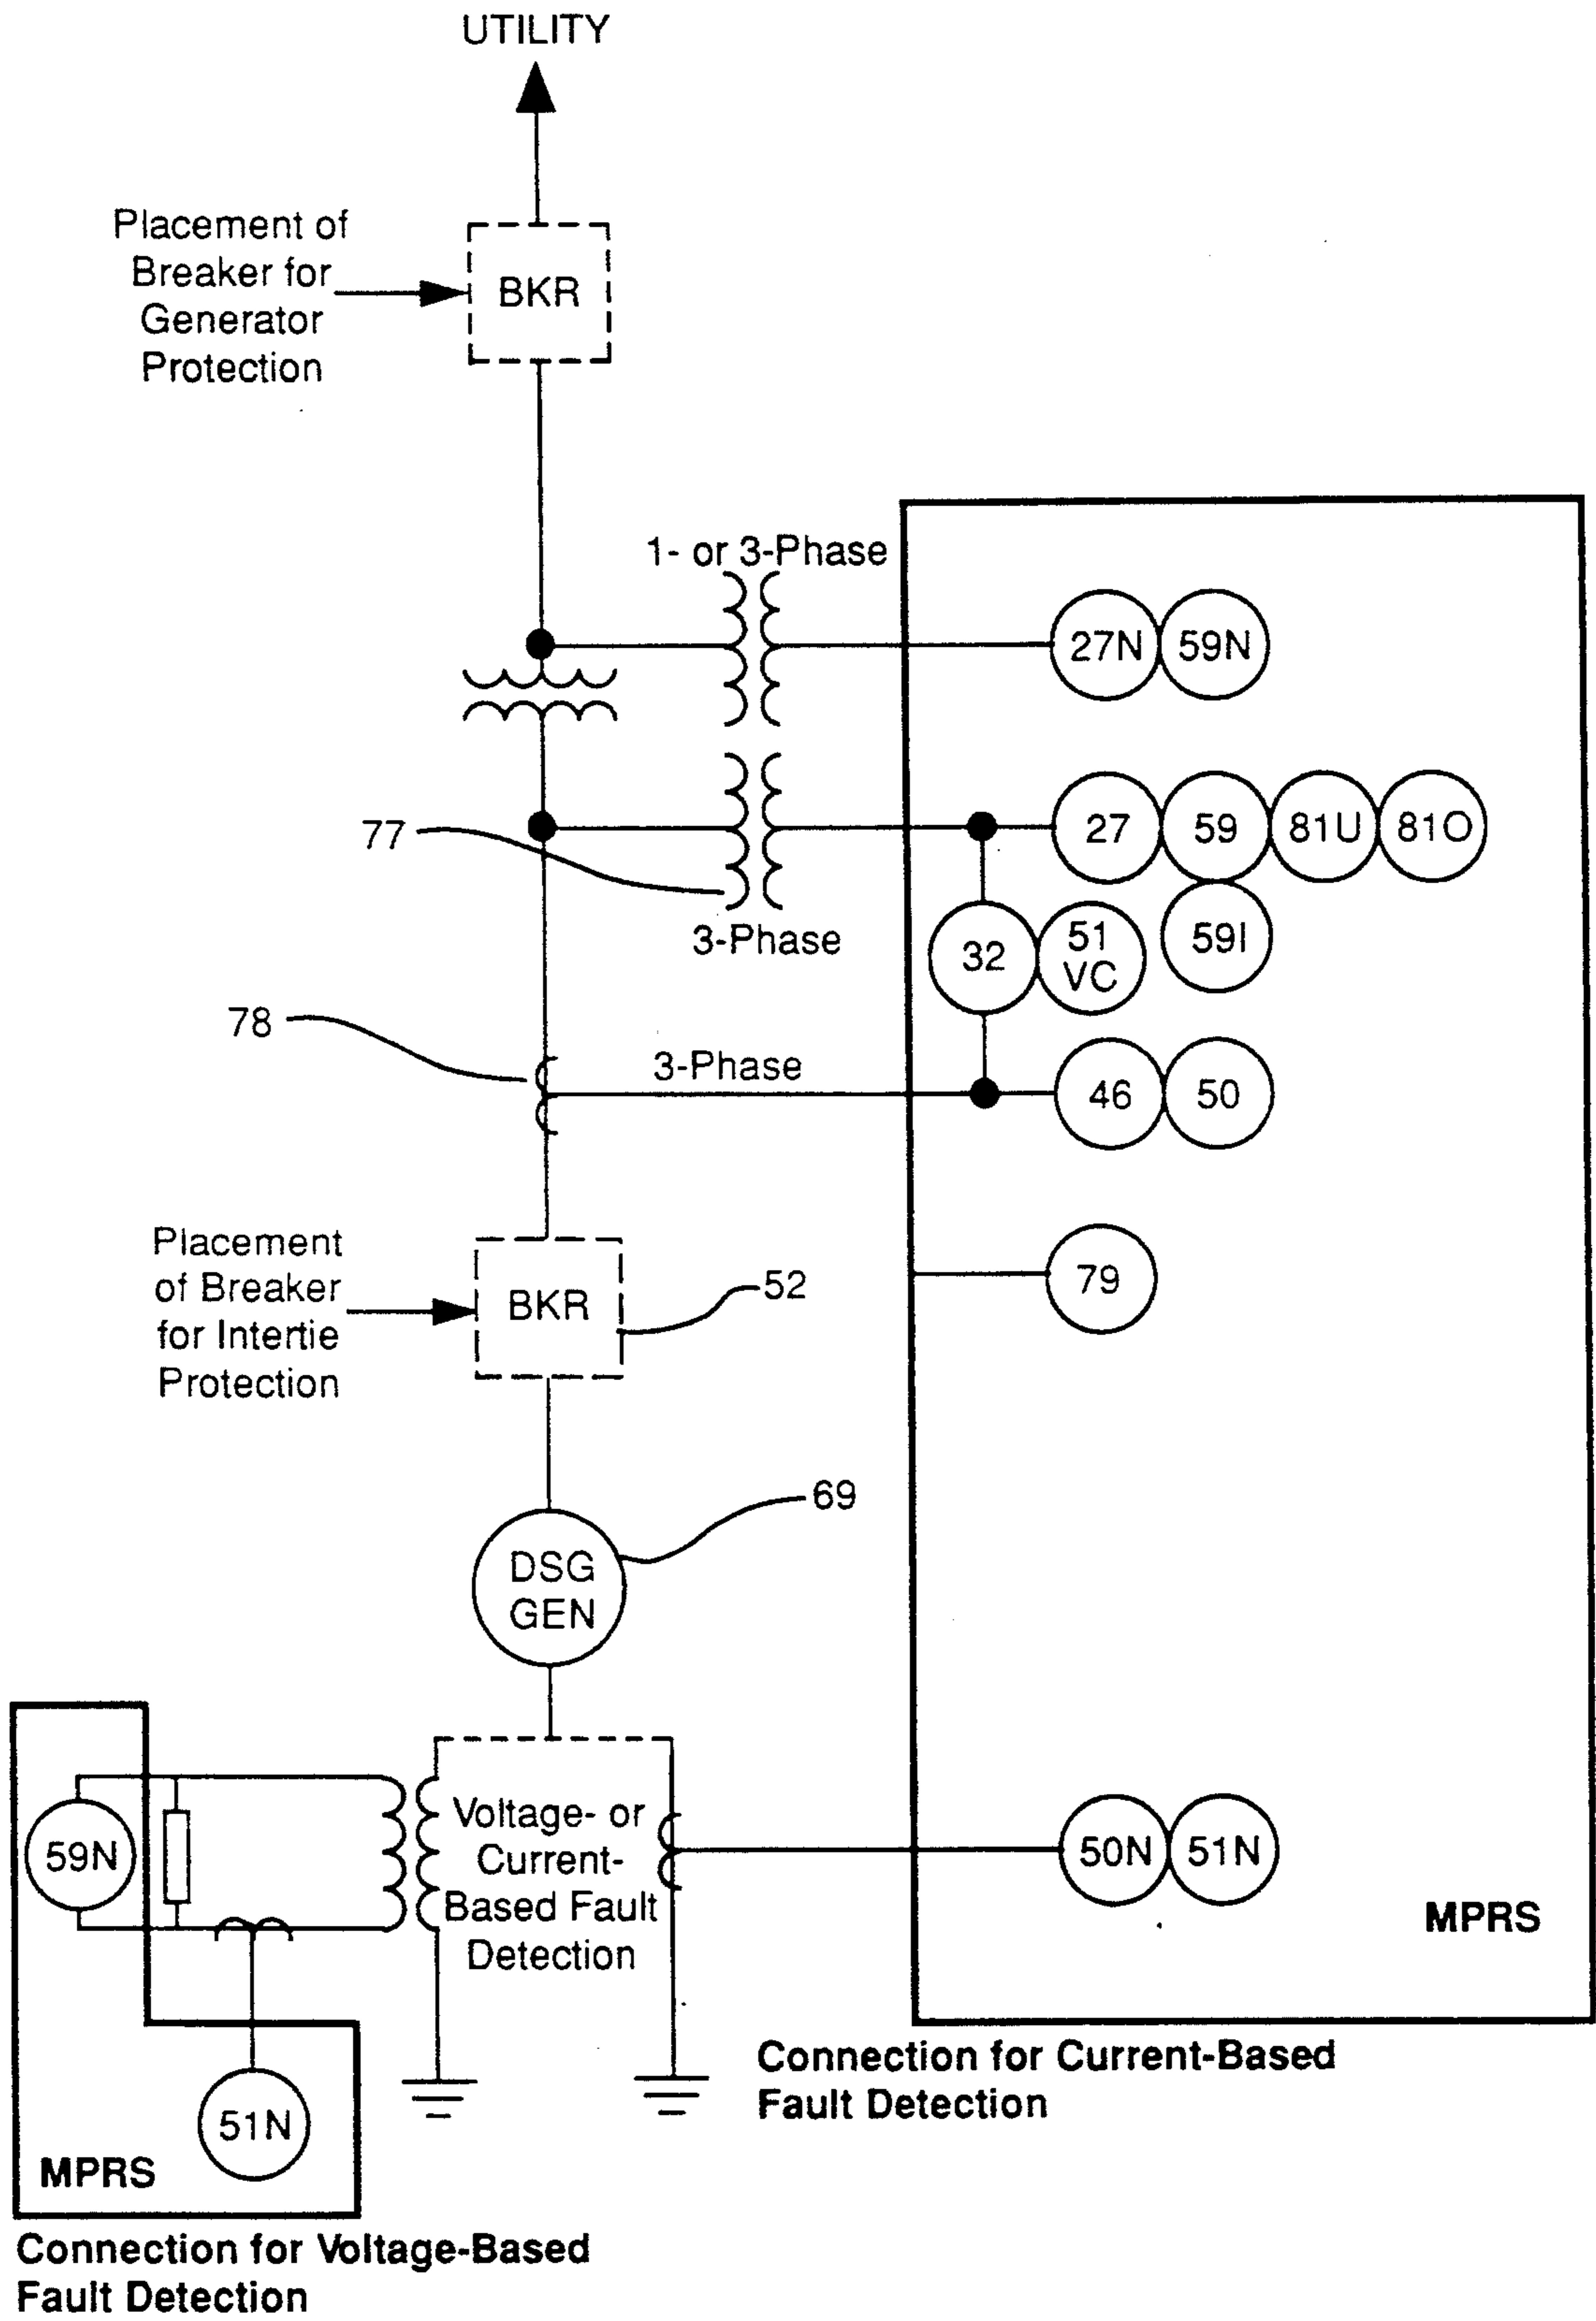 UTILITY
Placement of
Breaker for
Generator
Protection
BKR
1- or 3-Phase
27N
59N
77
3-Phase
27
59
81U
81O
32
51
VC
59I
78
3-Phase
46
50
79
Placement
of Breaker
for Intertie
Protection
BKR
52
69
DSG
GEN
59N
Voltage- or
Current-
Based Fault
Detection
50N
51N
MPRS
51N
MPRS
Connection for Current-Based
Fault Detection
Connection for Voltage-Based
Fault Detection